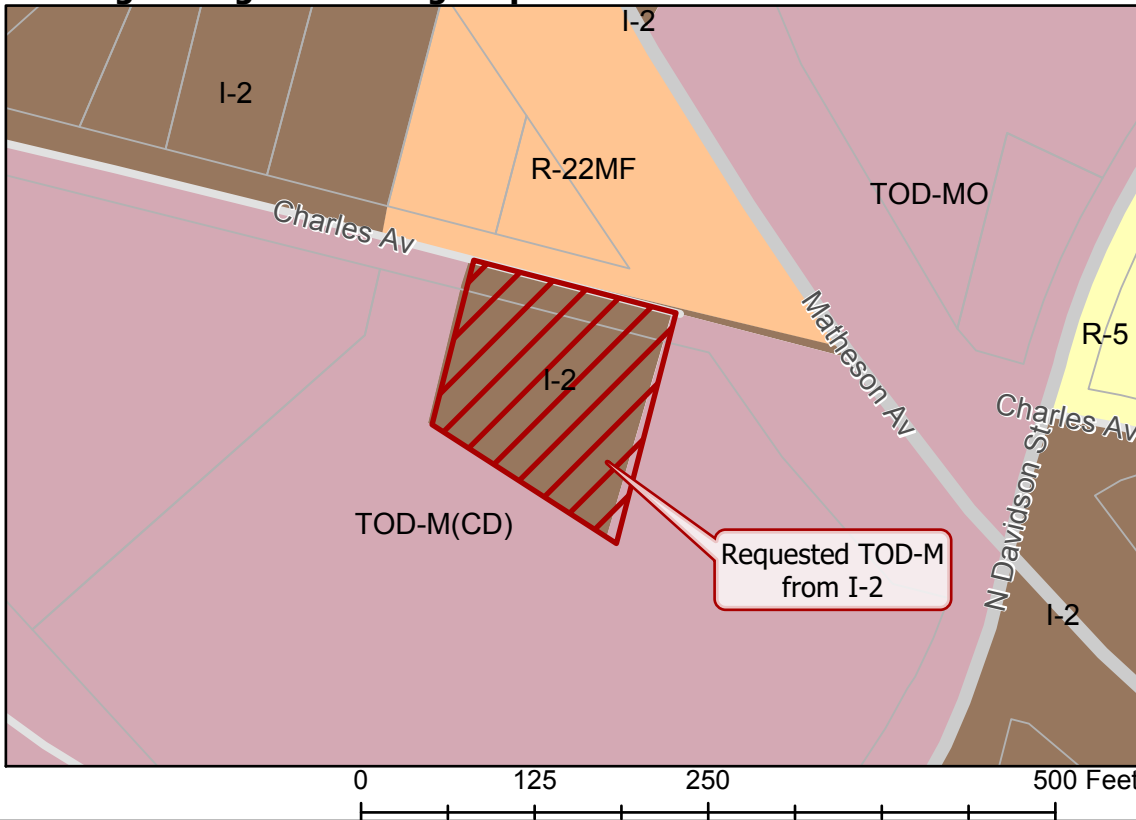 I-2
I-2
R-22MF
TOD-MO
Charles Av
Matheson Av
R-5
I-2
Charles Av
TOD-M(CD)
N Davidson St
Requested TOD-M
from I-2
I-2
0 125 250 500 Feet